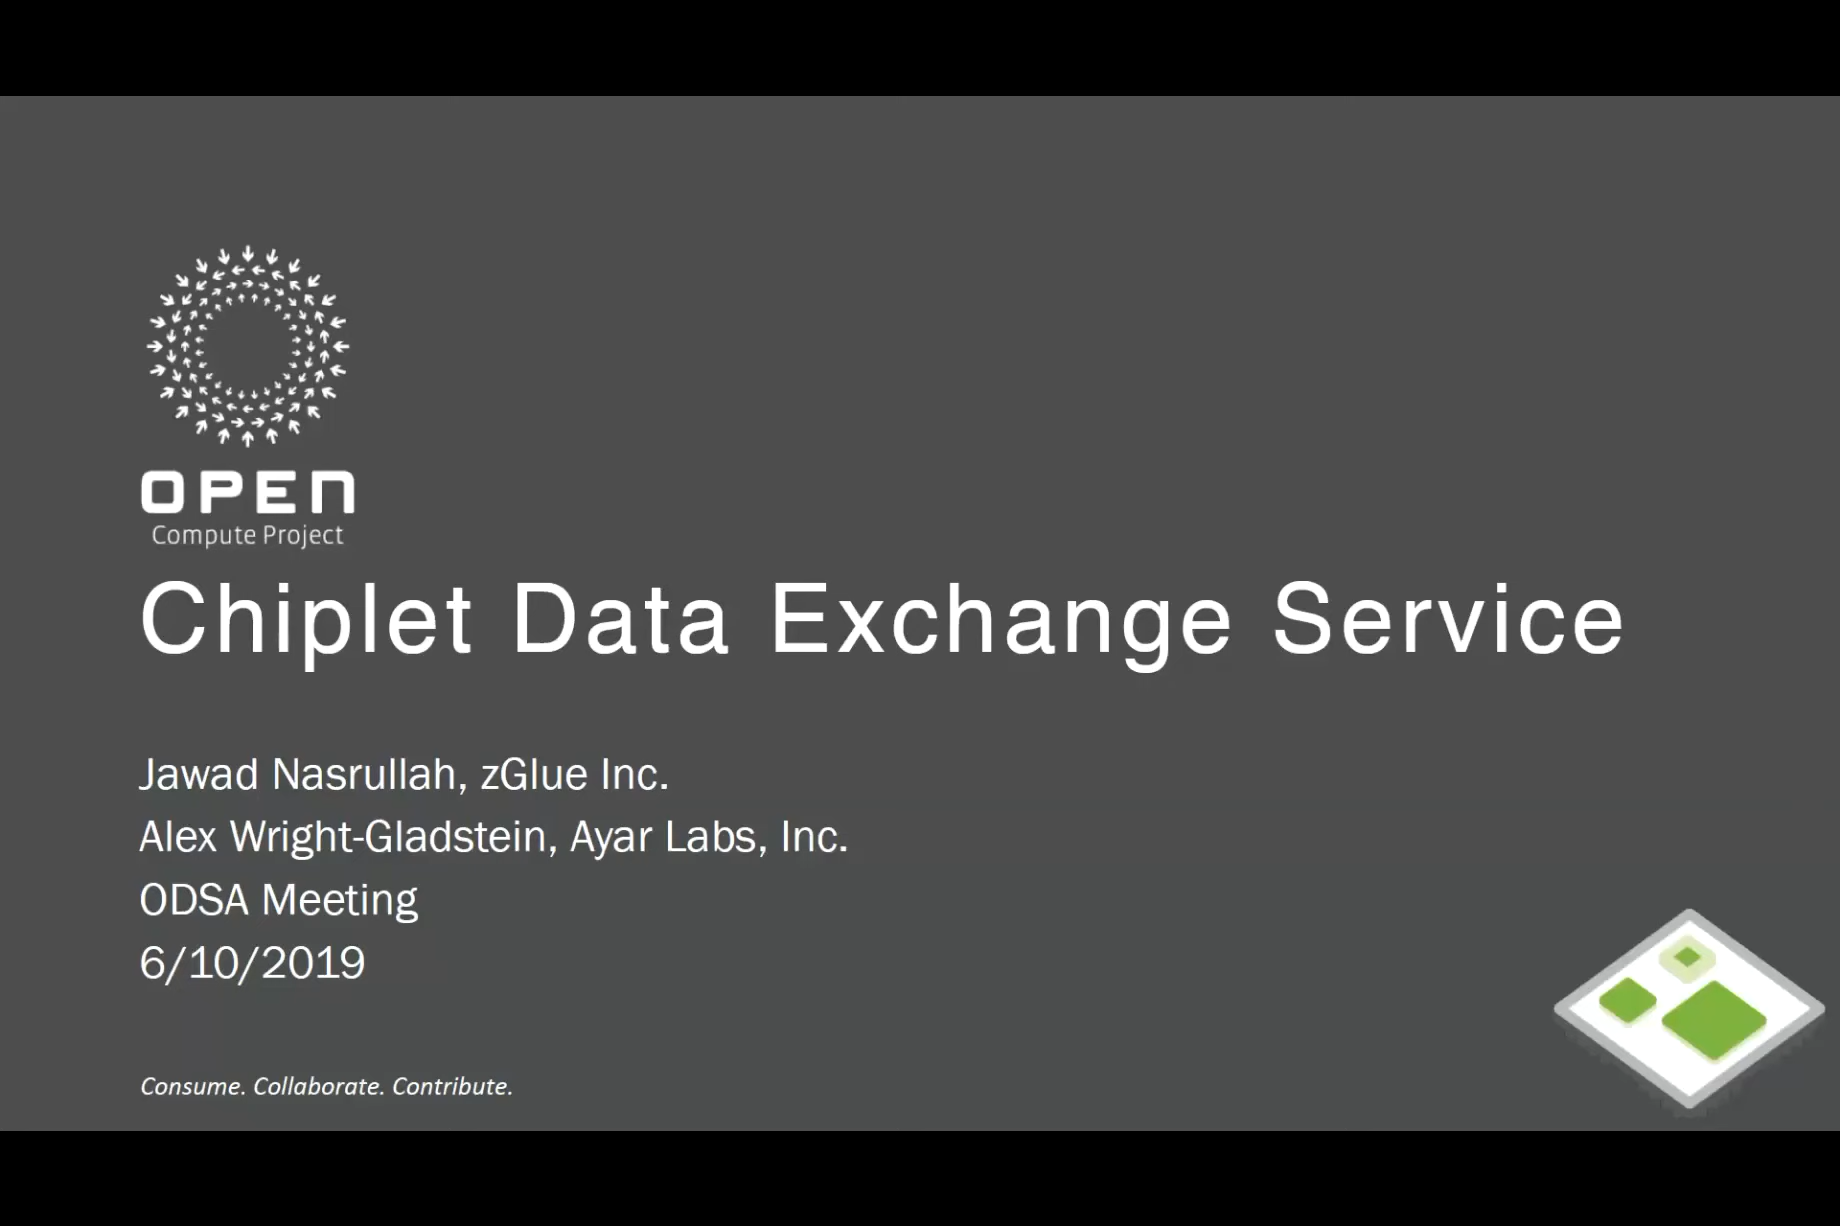 OPEN
Compute Project
Chiplet Data Exchange Service
Jawad Nasrullah, zGlue Inc.
Alex Wright-Gladstein, Ayar Labs, Inc.
ODSA Meeting
6/10/2019
Consume. Collaborate. Contribute.